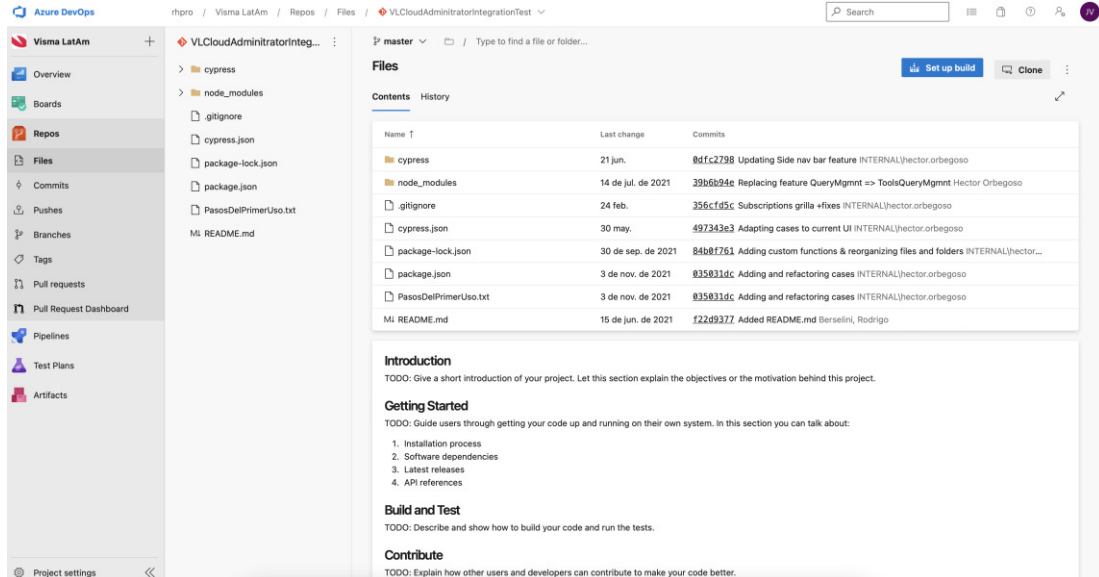 Azure DevOps
rhpro / Visma LatAm / Repos / Files / VLCloudAdminitratorIntegrationTest
Search
JV
Visma LatAm
Overview
Boards
Repos
Files
Commits
Pushes
Branches
Tags
Pull requests
Pull Request Dashboard
Pipelines
Test Plans
Artifacts
Project settings
VLCloudAdminitratorInteg...
cypress
node_modules
.gitignore
cypress.json
package-lock.json
package.json
PasosDelPrimerUso.txt
M↓ README.md
master / Type to find a file or folder...
Files
Set up build
Clone
Contents History
Name ↑ Last change Commits
cypress 21 jun. 0dfc2798 Updating Side nav bar feature INTERNAL\hector.orbegoso
node_modules 14 de jul. de 2021 39b6b94e Replacing feature QueryMgmnt => ToolsQueryMgmnt Hector Orbegoso
.gitignore 24 feb. 356cfd5c Subscriptions grilla +fixes INTERNAL\hector.orbegoso
cypress.json 30 may. 497343e3 Adapting cases to current UI INTERNAL\hector.orbegoso
package-lock.json 30 de sep. de 2021 84b0f761 Adding custom functions & reorganizing files and folders INTERNAL\hector...
package.json 3 de nov. de 2021 035031dc Adding and refactoring cases INTERNAL\hector.orbegoso
PasosDelPrimerUso.txt 3 de nov. de 2021 035031dc Adding and refactoring cases INTERNAL\hector.orbegoso
M↓ README.md 15 de jun. de 2021 f22d9377 Added README.md Berselini, Rodrigo
Introduction
TODO: Give a short introduction of your project. Let this section explain the objectives or the motivation behind this project.
Getting Started
TODO: Guide users through getting your code up and running on their own system. In this section you can talk about:
1. Installation process
2. Software dependencies
3. Latest releases
4. API references
Build and Test
TODO: Describe and show how to build your code and run the tests.
Contribute
TODO: Explain how other users and developers can contribute to make your code better.